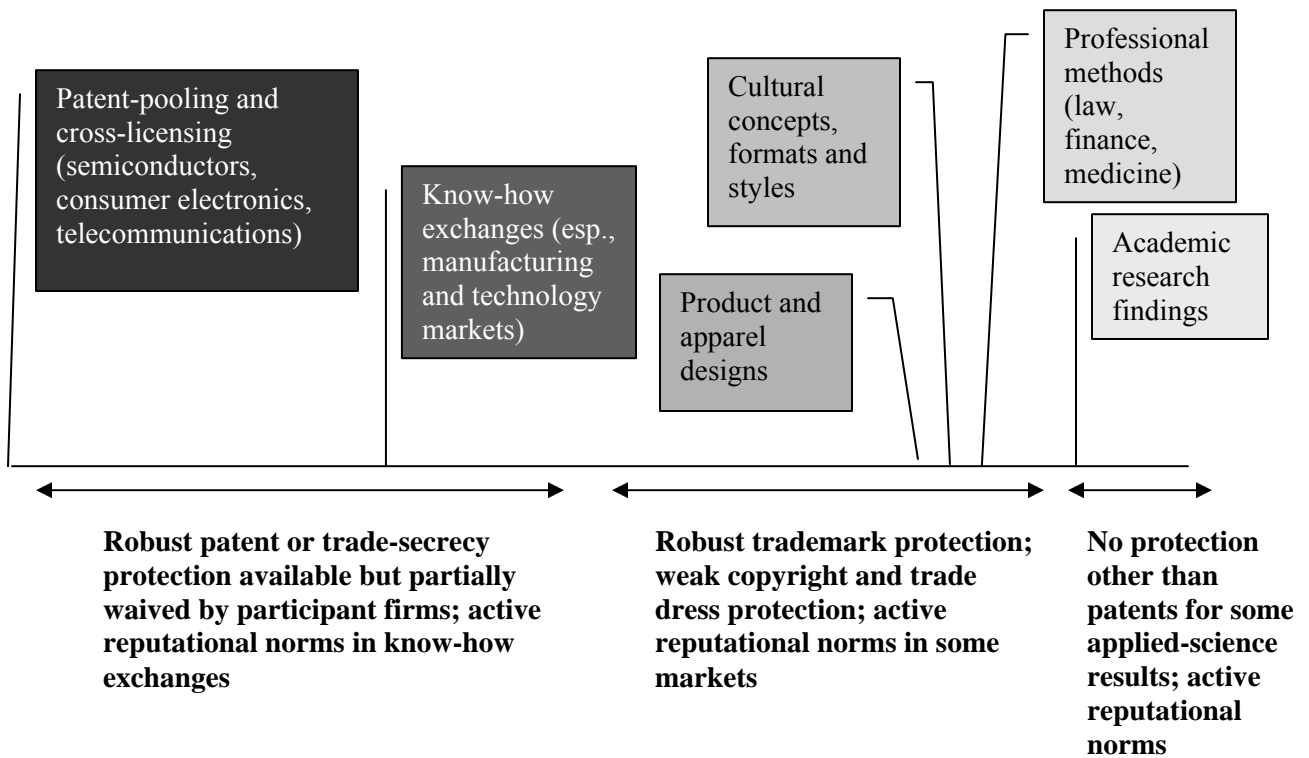 Patent-pooling and
cross-licensing
(semiconductors,
consumer electronics,
telecommunications)
Know-how
exchanges (esp.,
manufacturing
and technology
markets)
Cultural
concepts,
formats and
styles
Product and
apparel
designs
Professional
methods
(law,
finance,
medicine)
Academic
research
findings
Robust patent or trade-secrecy
protection available but partially
waived by participant firms; active
reputational norms in know-how
exchanges
Robust trademark protection;
weak copyright and trade
dress protection; active
reputational norms in some
markets
No protection
other than
patents for some
applied-science
results; active
reputational
norms